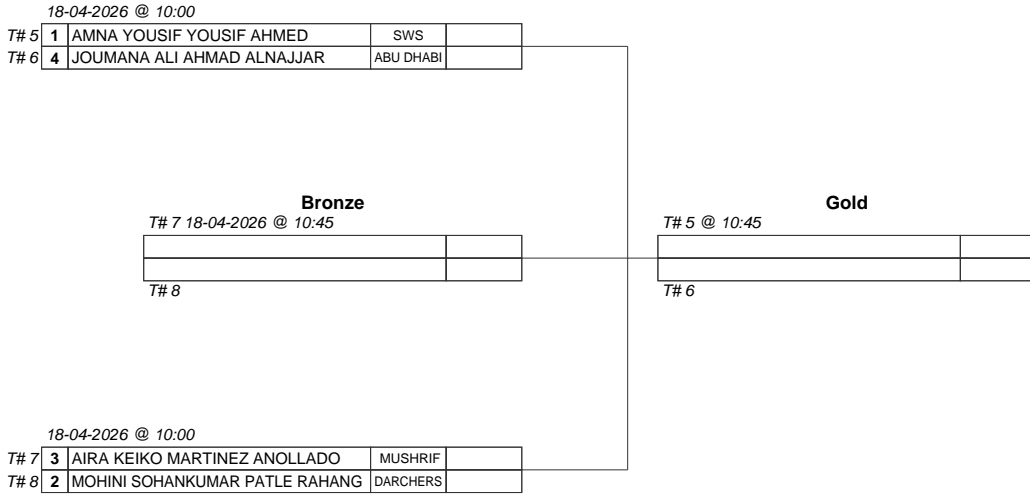 18-04-2026 @ 10:00
T# 5 1 AMNA YOUSIF YOUSIF AHMED SWS
T# 6 4 JOUMANA ALI AHMAD ALNAJJAR ABU DHABI
Bronze Gold
T# 7 18-04-2026 @ 10:45 T# 5 @ 10:45
T# 8 T# 6
18-04-2026 @ 10:00
T# 7 3 AIRA KEIKO MARTINEZ ANOLLADO MUSHRIF
T# 8 2 MOHINI SOHANKUMAR PATLE RAHANG DARCHERS